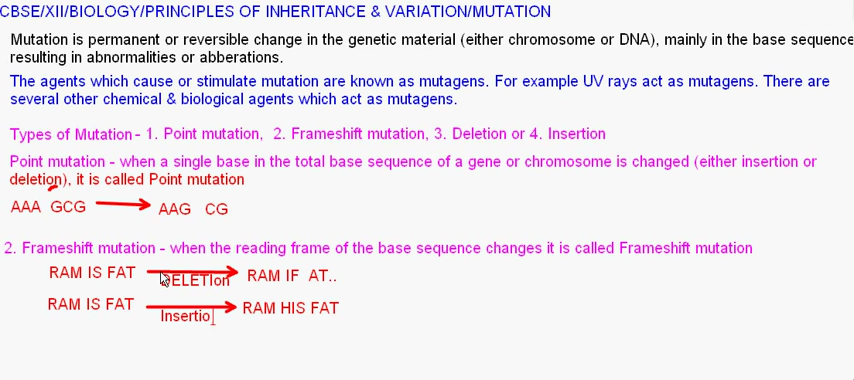 CBSE/XII/BIOLOGY/PRINCIPLES OF INHERITANCE & VARIATION/MUTATION
Mutation is permanent or reversible change in the genetic material (either chromosome or DNA), mainly in the base sequence
resulting in abnormalities or abberations.
The agents which cause or stimulate mutation are known as mutagens. For example UV rays act as mutagens. There are
several other chemical & biological agents which act as mutagens.
Types of Mutation - 1. Point mutation, 2. Frameshift mutation, 3. Deletion or 4. Insertion
Point mutation - when a single base in the total base sequence of a gene or chromosome is changed (either insertion or
deletion), it is called Point mutation
AAA GCG AAG CG
2. Frameshift mutation - when the reading frame of the base sequence changes it is called Frameshift mutation
RAM IS FAT DELETIon RAM IF AT..
RAM IS FAT Insertio RAM HIS FAT